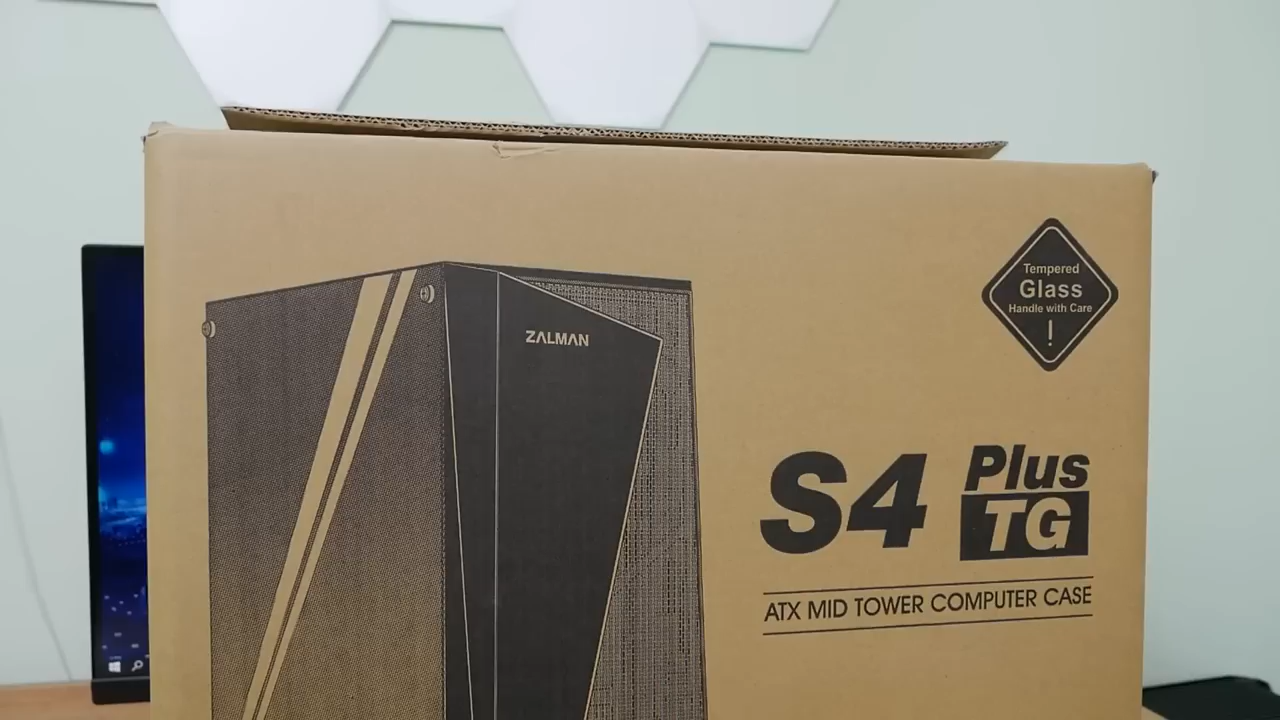 Tempered
Glass
Handle with Care
!
ZALMAN
S4 Plus
TG
ATX MID TOWER COMPUTER CASE